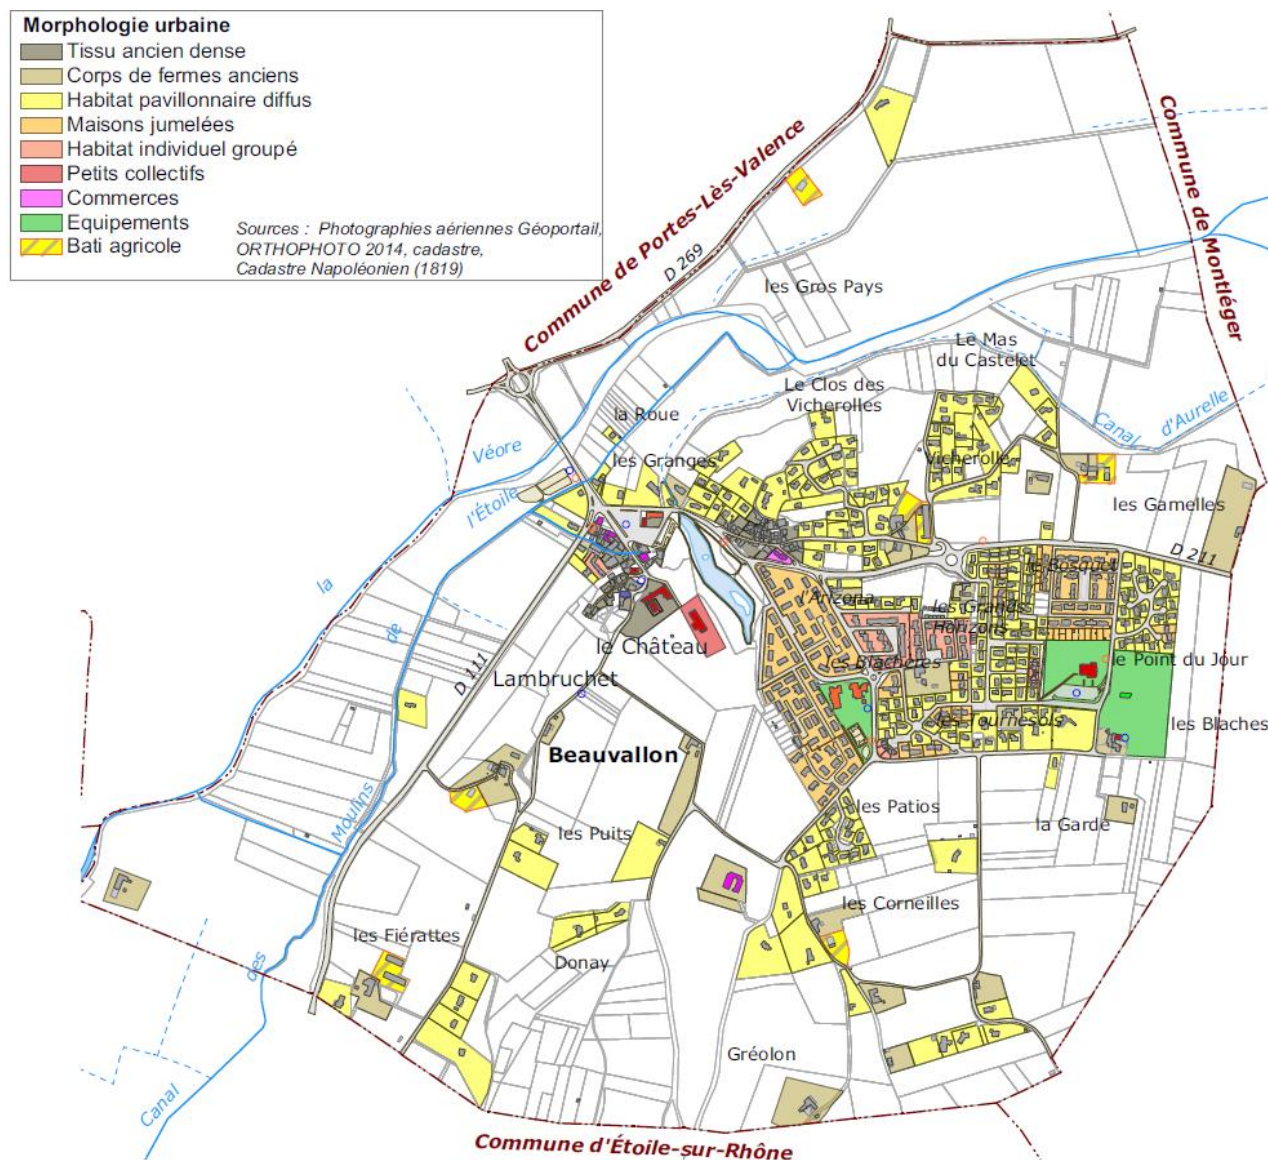 Morphologie urbaine
Tissu ancien dense
Corps de fermes anciens
Habitat pavillonnaire diffus
Maisons jumelées
Habitat individuel groupé
Petits collectifs
Commerces
Equipements
Bati agricole
Sources : Photographies aériennes Géoportail,
ORTHOPHOTO 2014, cadastre,
Cadastre Napoléonien (1819)
Commune de Portes-Lès-Valence
Commune de Montléger
D 269
les Gros Pays
Le Mas
du Castelet
Le Clos des
Vicherolles
Canal d'Aurelle
la Roue
Véore
les Granges
Vicherolle
l'Étoile
les Gamelles
D 211
le Bosquet
la
l'Arizona
les Grands
Horizons
de
le Château
les Blachères
le Point du Jour
D 111
Lambruchet
les Tournesols
les Blaches
Beauvallon
Moulins
les Puits
les Patios
la Garde
les Corneilles
les Fiérattes
des
Donay
Gréolon
Canal
Commune d'Étoile-sur-Rhône